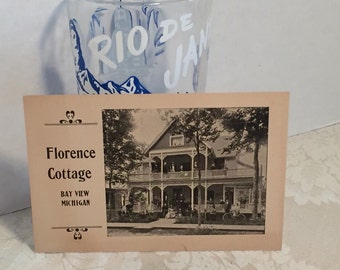 RIO DE
JAN
Florence
Cottage
BAY VIEW
MICHIGAN